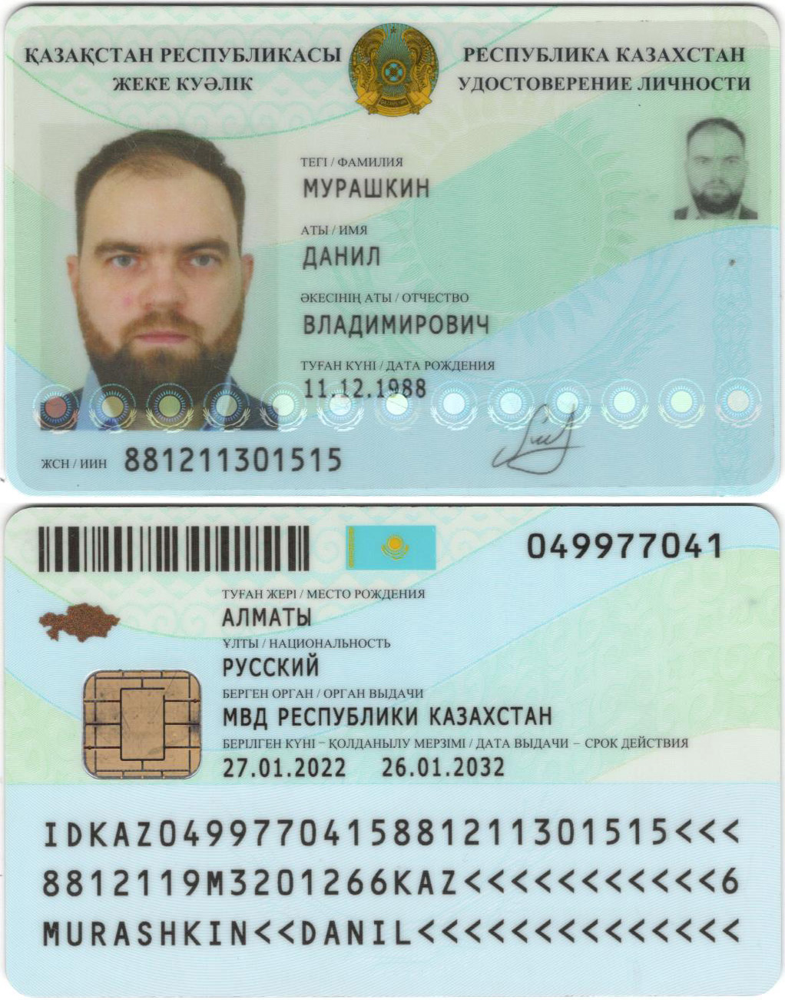 ҚАЗАҚСТАН РЕСПУБЛИКАСЫ
ЖЕКЕ КУӘЛІК
РЕСПУБЛИКА КАЗАХСТАН
УДОСТОВЕРЕНИЕ ЛИЧНОСТИ
ТЕГІ / ФАМИЛИЯ
МУРАШКИН
АТЫ / ИМЯ
ДАНИЛ
ӘКЕСІНІҢ АТЫ / ОТЧЕСТВО
ВЛАДИМИРОВИЧ
ТУҒАН КҮНІ / ДАТА РОЖДЕНИЯ
11.12.1988
ЖСН / ИИН 881211301515
049977041
ТУҒАН ЖЕРІ / МЕСТО РОЖДЕНИЯ
АЛМАТЫ
ҰЛТЫ / НАЦИОНАЛЬНОСТЬ
РУССКИЙ
БЕРГЕН ОРГАН / ОРГАН ВЫДАЧИ
МВД РЕСПУБЛИКИ КАЗАХСТАН
БЕРІЛГЕН КҮНІ – ҚОЛДАНЫЛУ МЕРЗІМІ / ДАТА ВЫДАЧИ – СРОК ДЕЙСТВИЯ
27.01.2022 26.01.2032
IDKAZ0499770415881211301515<<<
8812119M3201266KAZ<<<<<<<<<<<6
MURASHKIN<<DANIL<<<<<<<<<<<<<<